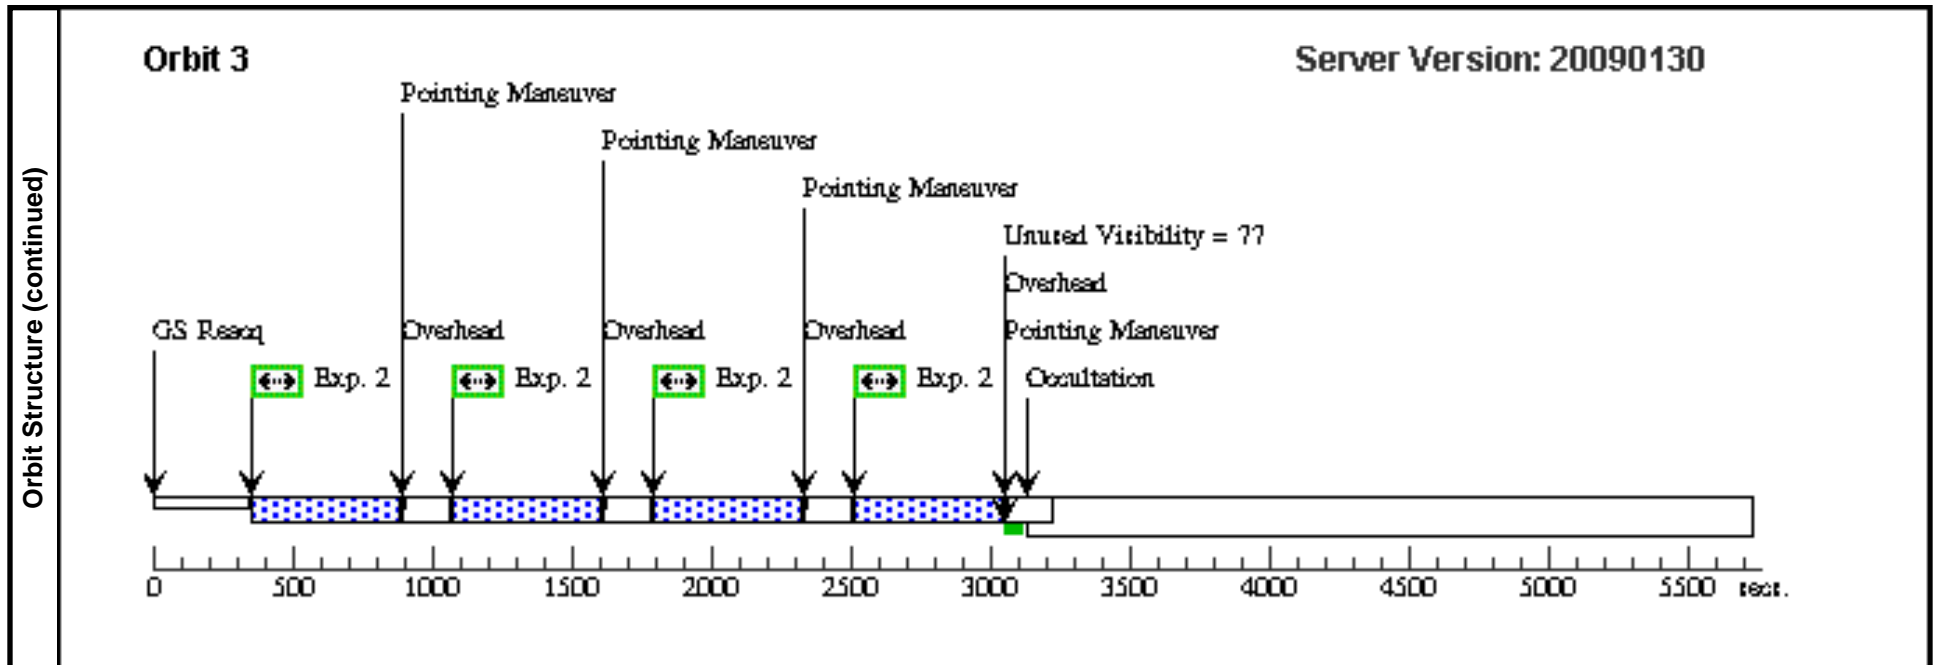 Orbit Structure (continued)
Orbit 3
Server Version: 20090130
Pointing Maneuver
Pointing Maneuver
Pointing Maneuver
Unused Visibility = 77
Overhead
GS Reacq Overhead Overhead Overhead Pointing Maneuver
Exp. 2 Exp. 2 Exp. 2 Exp. 2 Occultation
0 500 1000 1500 2000 2500 3000 3500 4000 4500 5000 5500 secs.